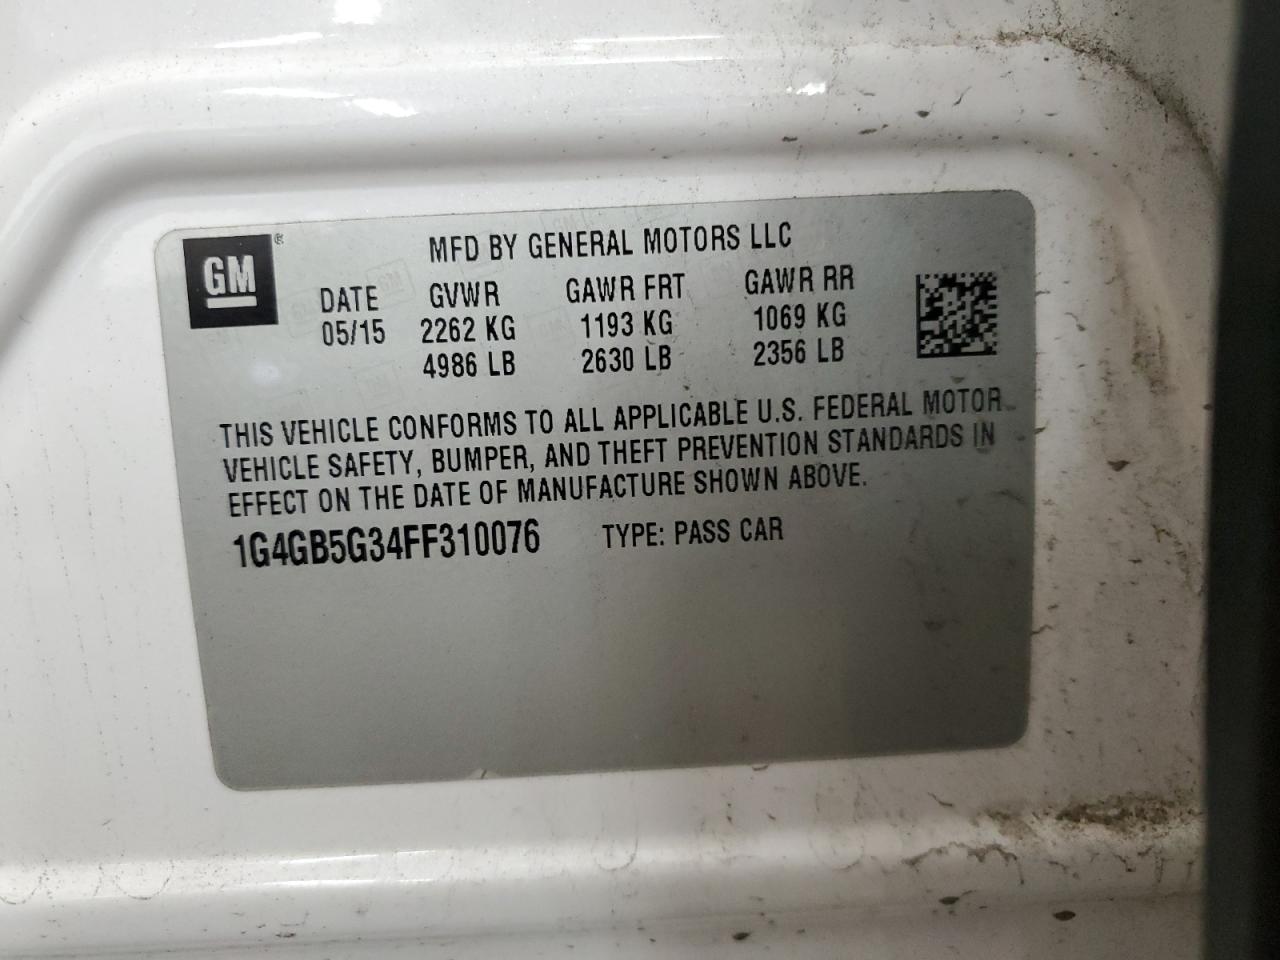 GM ®
MFD BY GENERAL MOTORS LLC
DATE GVWR GAWR FRT GAWR RR
05/15 2262 KG 1193 KG 1069 KG
4986 LB 2630 LB 2356 LB
THIS VEHICLE CONFORMS TO ALL APPLICABLE U.S. FEDERAL MOTOR
VEHICLE SAFETY, BUMPER, AND THEFT PREVENTION STANDARDS IN
EFFECT ON THE DATE OF MANUFACTURE SHOWN ABOVE.
1G4GB5G34FF310076 TYPE: PASS CAR